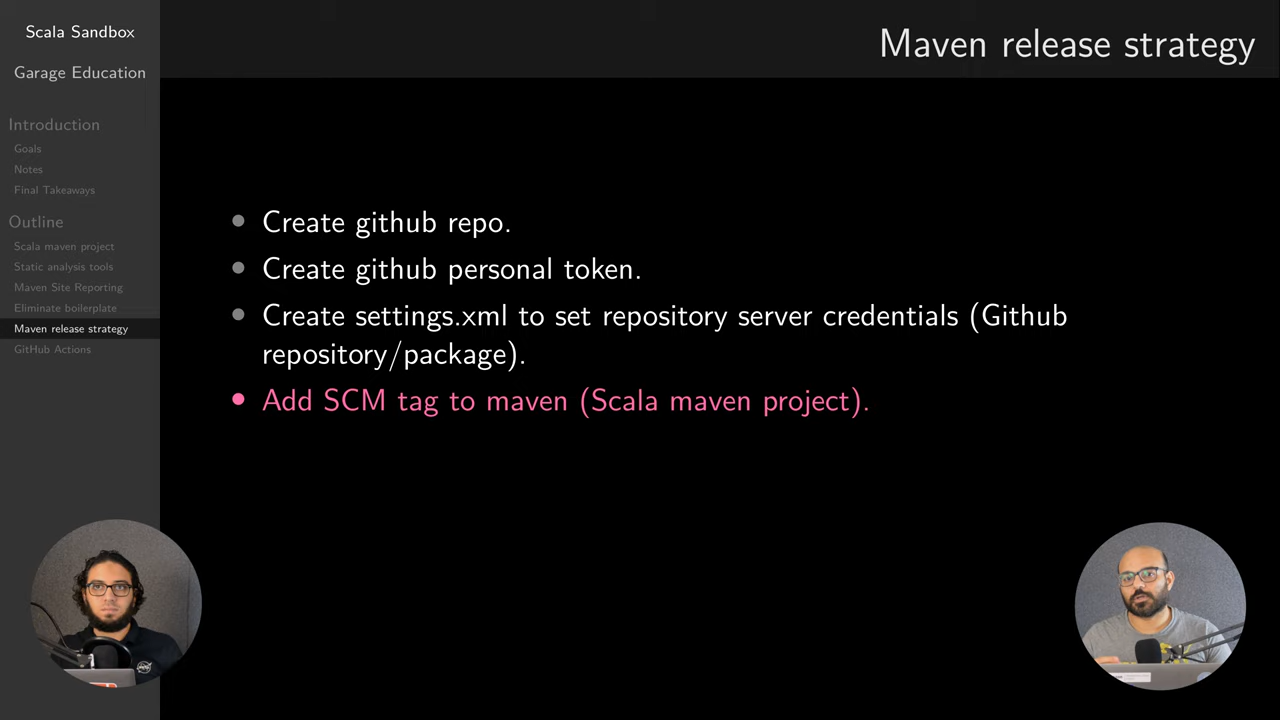 Scala Sandbox
Garage Education
Introduction
Goals
Notes
Final Takeaways
Outline
Scala maven project
Static analysis tools
Maven Site Reporting
Eliminate boilerplate
Maven release strategy
GitHub Actions
Maven release strategy
Create github repo.
Create github personal token.
Create settings.xml to set repository server credentials (Github
repository/package).
Add SCM tag to maven (Scala maven project).